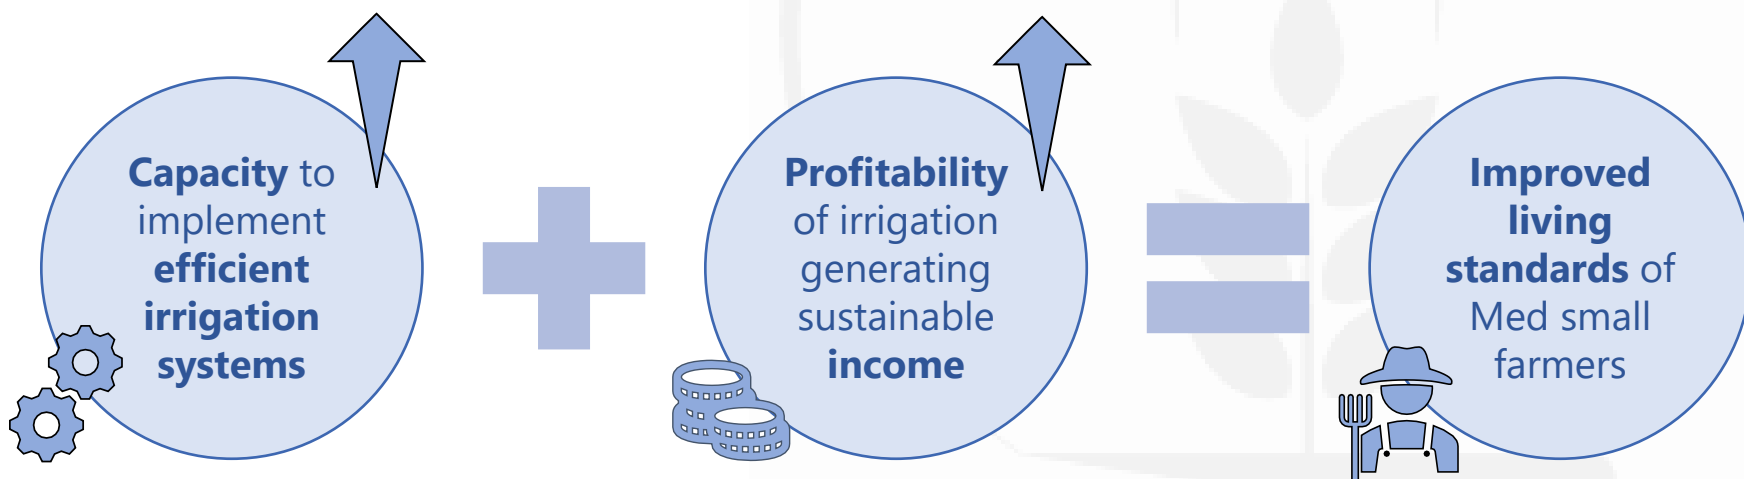 Capacity to
implement
efficient
irrigation
systems
Profitability
of irrigation
generating
sustainable
income
Improved
living
standards of
Med small
farmers